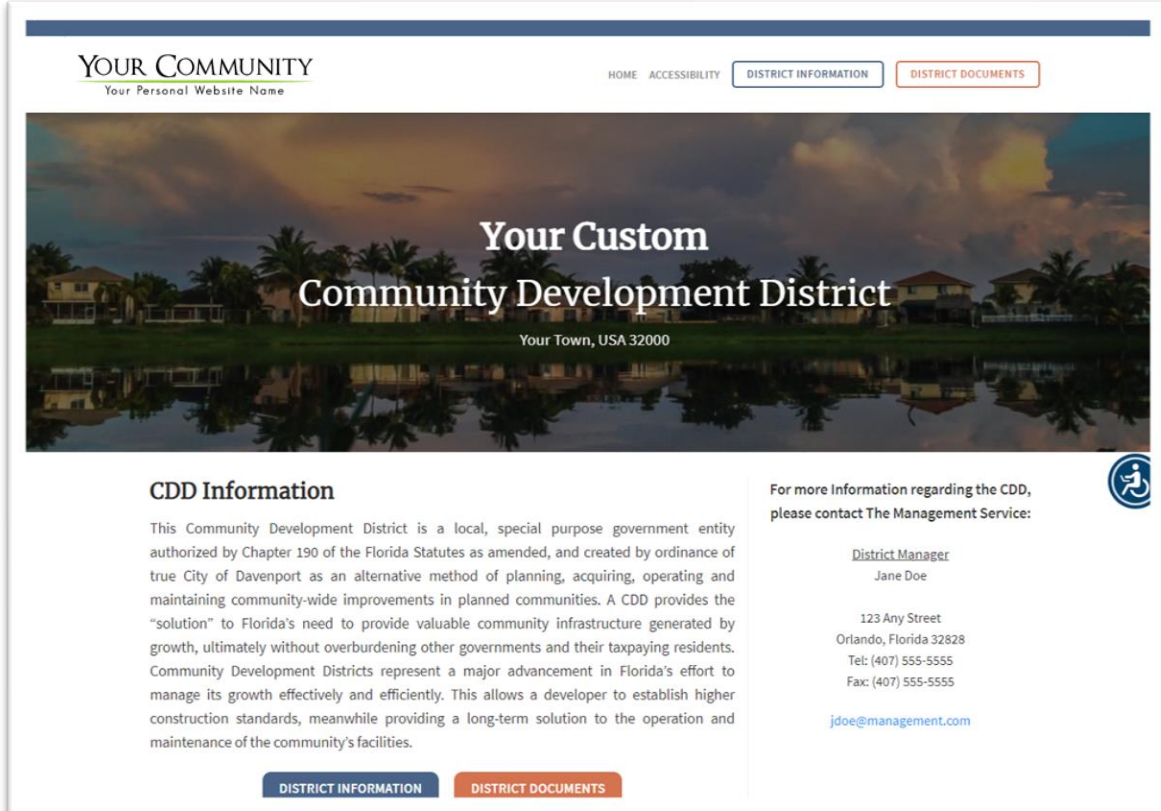 YOUR COMMUNITY
Your Personal Website Name
HOME ACCESSIBILITY DISTRICT INFORMATION DISTRICT DOCUMENTS
Your Custom
Community Development District
Your Town, USA 32000
CDD Information
This Community Development District is a local, special purpose government entity
authorized by Chapter 190 of the Florida Statutes as amended, and created by ordinance of
true City of Davenport as an alternative method of planning, acquiring, operating and
maintaining community-wide improvements in planned communities. A CDD provides the
“solution” to Florida’s need to provide valuable community infrastructure generated by
growth, ultimately without overburdening other governments and their taxpaying residents.
Community Development Districts represent a major advancement in Florida’s effort to
manage its growth effectively and efficiently. This allows a developer to establish higher
construction standards, meanwhile providing a long-term solution to the operation and
maintenance of the community’s facilities.
DISTRICT INFORMATION DISTRICT DOCUMENTS
For more Information regarding the CDD,
please contact The Management Service:
District Manager
Jane Doe
123 Any Street
Orlando, Florida 32828
Tel: (407) 555-5555
Fax: (407) 555-5555
jdoe@management.com